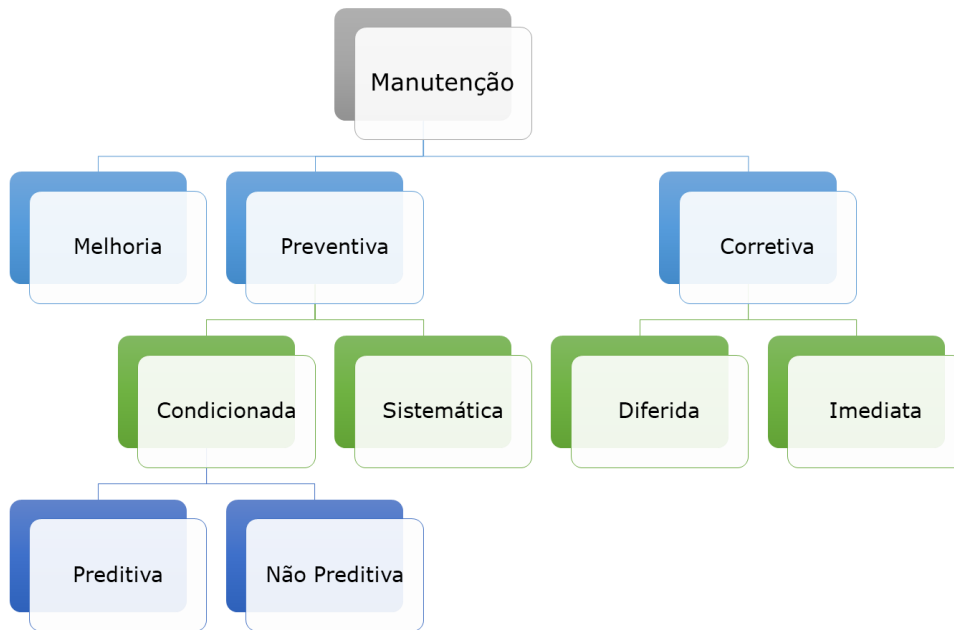 Manutenção
Melhoria
Preventiva
Corretiva
Condicionada
Sistemática
Diferida
Imediata
Preditiva
Não Preditiva